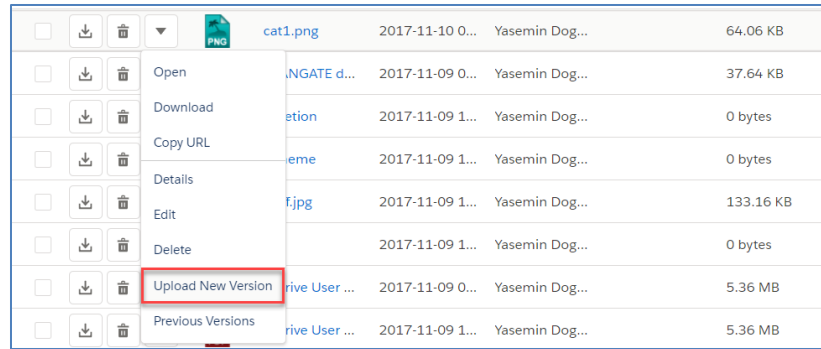 PNG cat1.png 2017-11-10 0... Yasemin Dog... 64.06 KB
Open NGATE d... 2017-11-09 0... Yasemin Dog... 37.64 KB
Download etion 2017-11-09 1... Yasemin Dog... 0 bytes
Copy URL eme 2017-11-09 1... Yasemin Dog... 0 bytes
Details
Edit f.jpg 2017-11-09 1... Yasemin Dog... 133.16 KB
Delete 2017-11-09 1... Yasemin Dog... 0 bytes
Upload New Version rive User ... 2017-11-09 0... Yasemin Dog... 5.36 MB
Previous Versions rive User ... 2017-11-09 1... Yasemin Dog... 5.36 MB